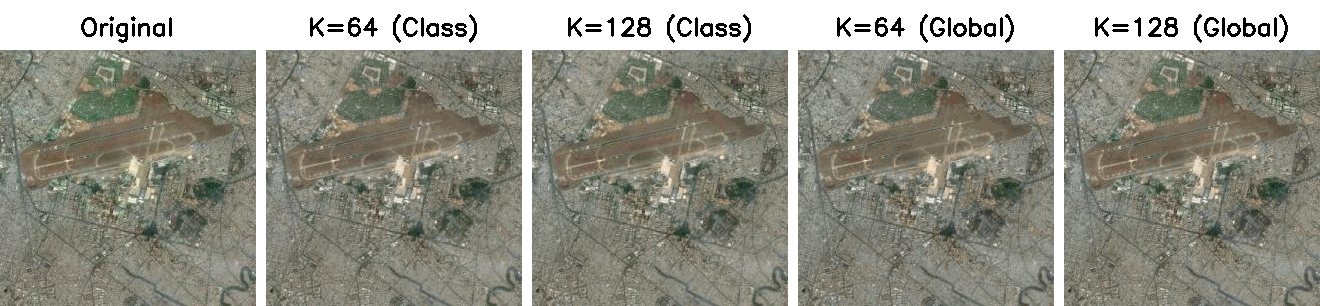 Original
K=64 (Class)
K=128 (Class)
K=64 (Global)
K=128 (Global)